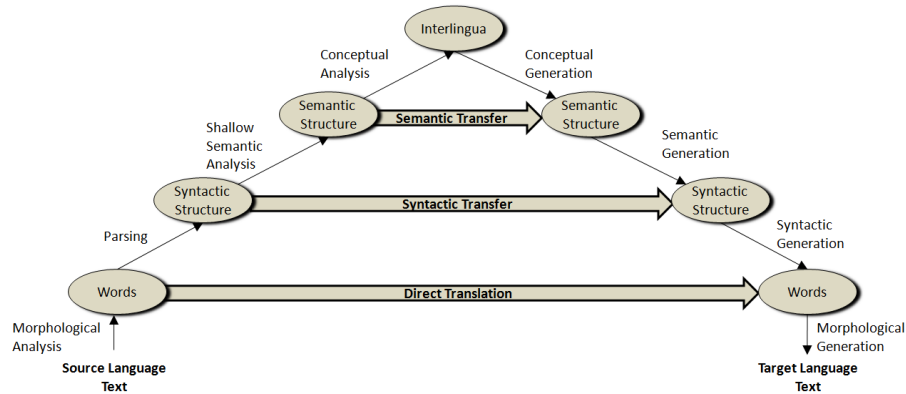 Interlingua
Conceptual
Analysis
Conceptual
Generation
Semantic
Structure
Semantic Transfer
Semantic
Structure
Shallow
Semantic
Analysis
Semantic
Generation
Syntactic
Structure
Syntactic Transfer
Syntactic
Structure
Parsing
Syntactic
Generation
Words
Direct Translation
Words
Morphological
Analysis
Morphological
Generation
Source Language
Text
Target Language
Text